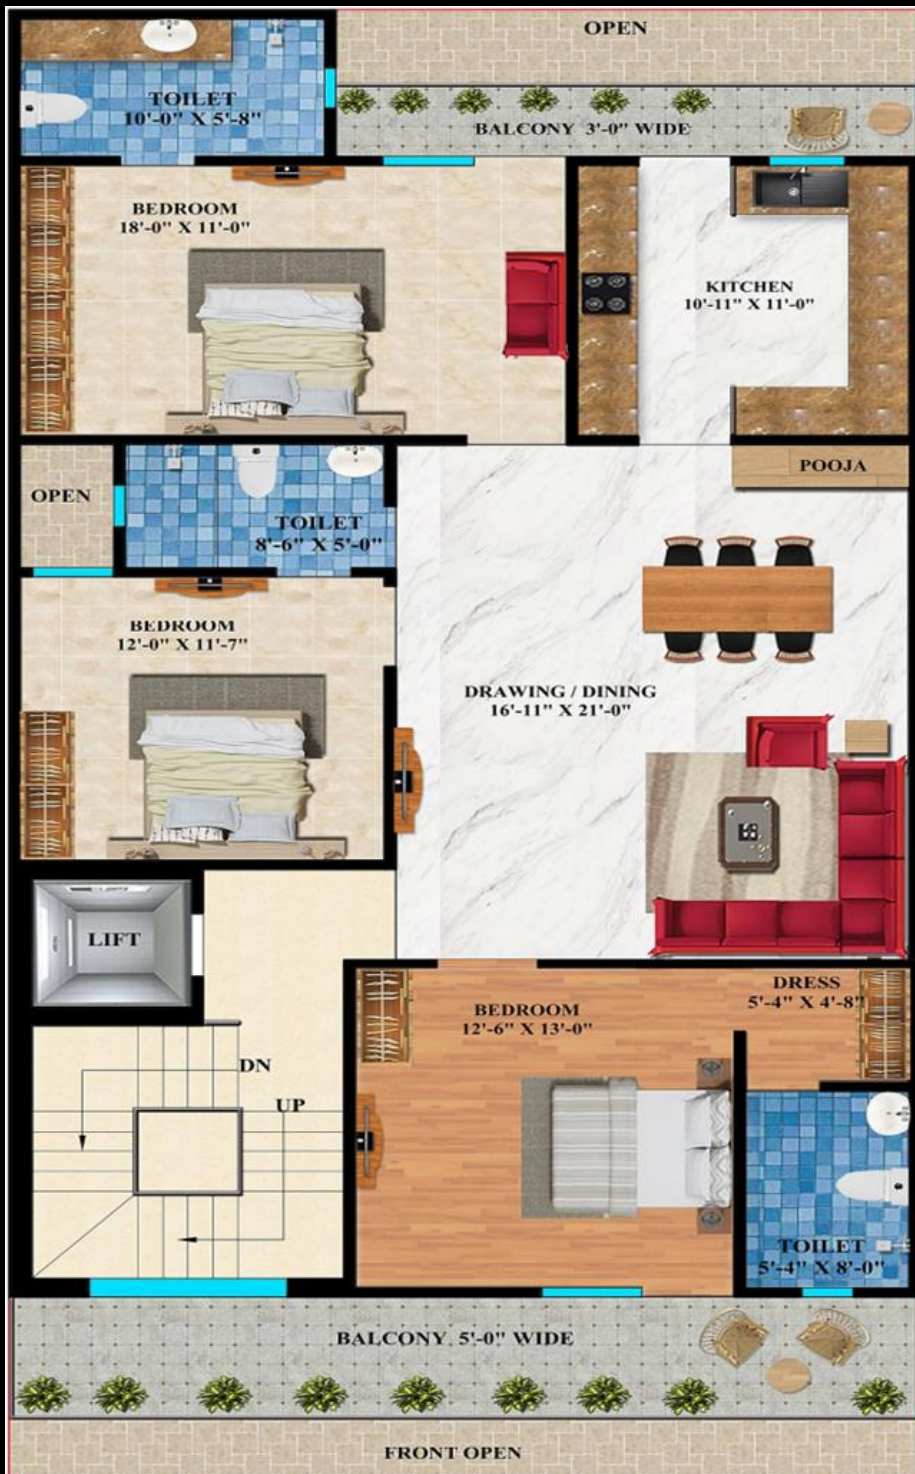 OPEN
TOILET
10'-0" X 5'-8"
BALCONY 3'-0" WIDE
BEDROOM
18'-0" X 11'-0"
KITCHEN
10'-11" X 11'-0"
POOJA
OPEN
TOILET
8'-6" X 5'-0"
BEDROOM
12'-0" X 11'-7"
DRAWING / DINING
16'-11" X 21'-0"
LIFT
BEDROOM
12'-6" X 13'-0"
DRESS
5'-4" X 4'-8"
DN
UP
TOILET
5'-4" X 8'-0"
BALCONY 5'-0" WIDE
FRONT OPEN